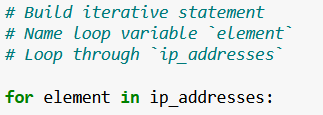 # Build iterative statement
# Name loop variable `element`
# Loop through `ip_addresses`
for element in ip_addresses: